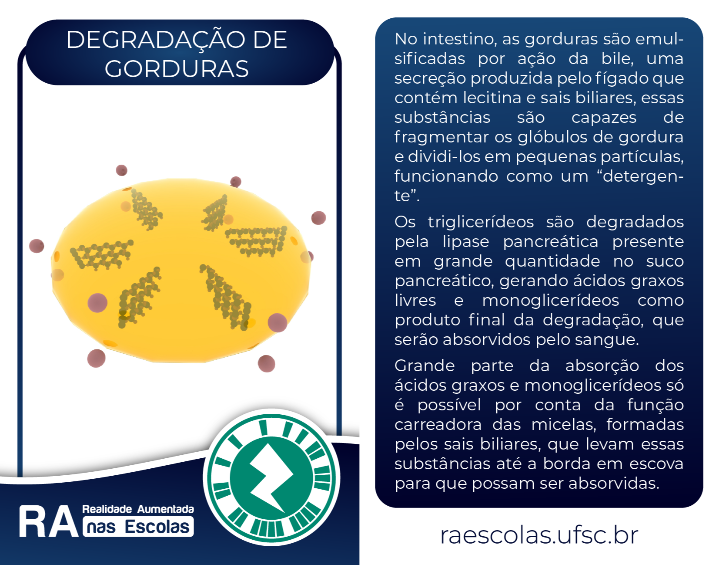 DEGRADAÇÃO DE
GORDURAS
RA Realidade Aumentada
nas Escolas
No intestino, as gorduras são emul-
sificadas por ação da bile, uma
secreção produzida pelo fígado que
contém lecitina e sais biliares, essas
substâncias são capazes de
fragmentar os glóbulos de gordura
e dividi-los em pequenas partículas,
funcionando como um “detergen-
te”.
Os triglicerídeos são degradados
pela lipase pancreática presente
em grande quantidade no suco
pancreático, gerando ácidos graxos
livres e monoglicerídeos como
produto final da degradação, que
serão absorvidos pelo sangue.
Grande parte da absorção dos
ácidos graxos e monoglicerídeos só
é possível por conta da função
carreadora das micelas, formadas
pelos sais biliares, que levam essas
substâncias até a borda em escova
para que possam ser absorvidas.
raescolas.ufsc.br